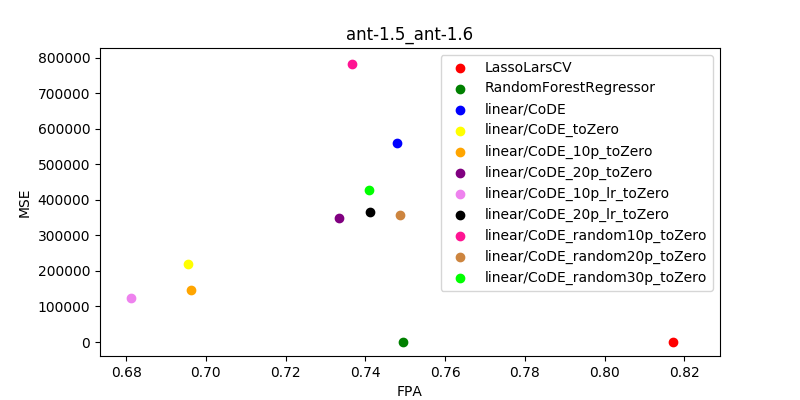 ant-1.5_ant-1.6
MSE
800000
700000
600000
500000
400000
300000
200000
100000
0
LassoLarsCV
RandomForestRegressor
linear/CoDE
linear/CoDE_toZero
linear/CoDE_10p_toZero
linear/CoDE_20p_toZero
linear/CoDE_10p_lr_toZero
linear/CoDE_20p_lr_toZero
linear/CoDE_random10p_toZero
linear/CoDE_random20p_toZero
linear/CoDE_random30p_toZero
0.68 0.70 0.72 0.74 0.76 0.78 0.80 0.82
FPA